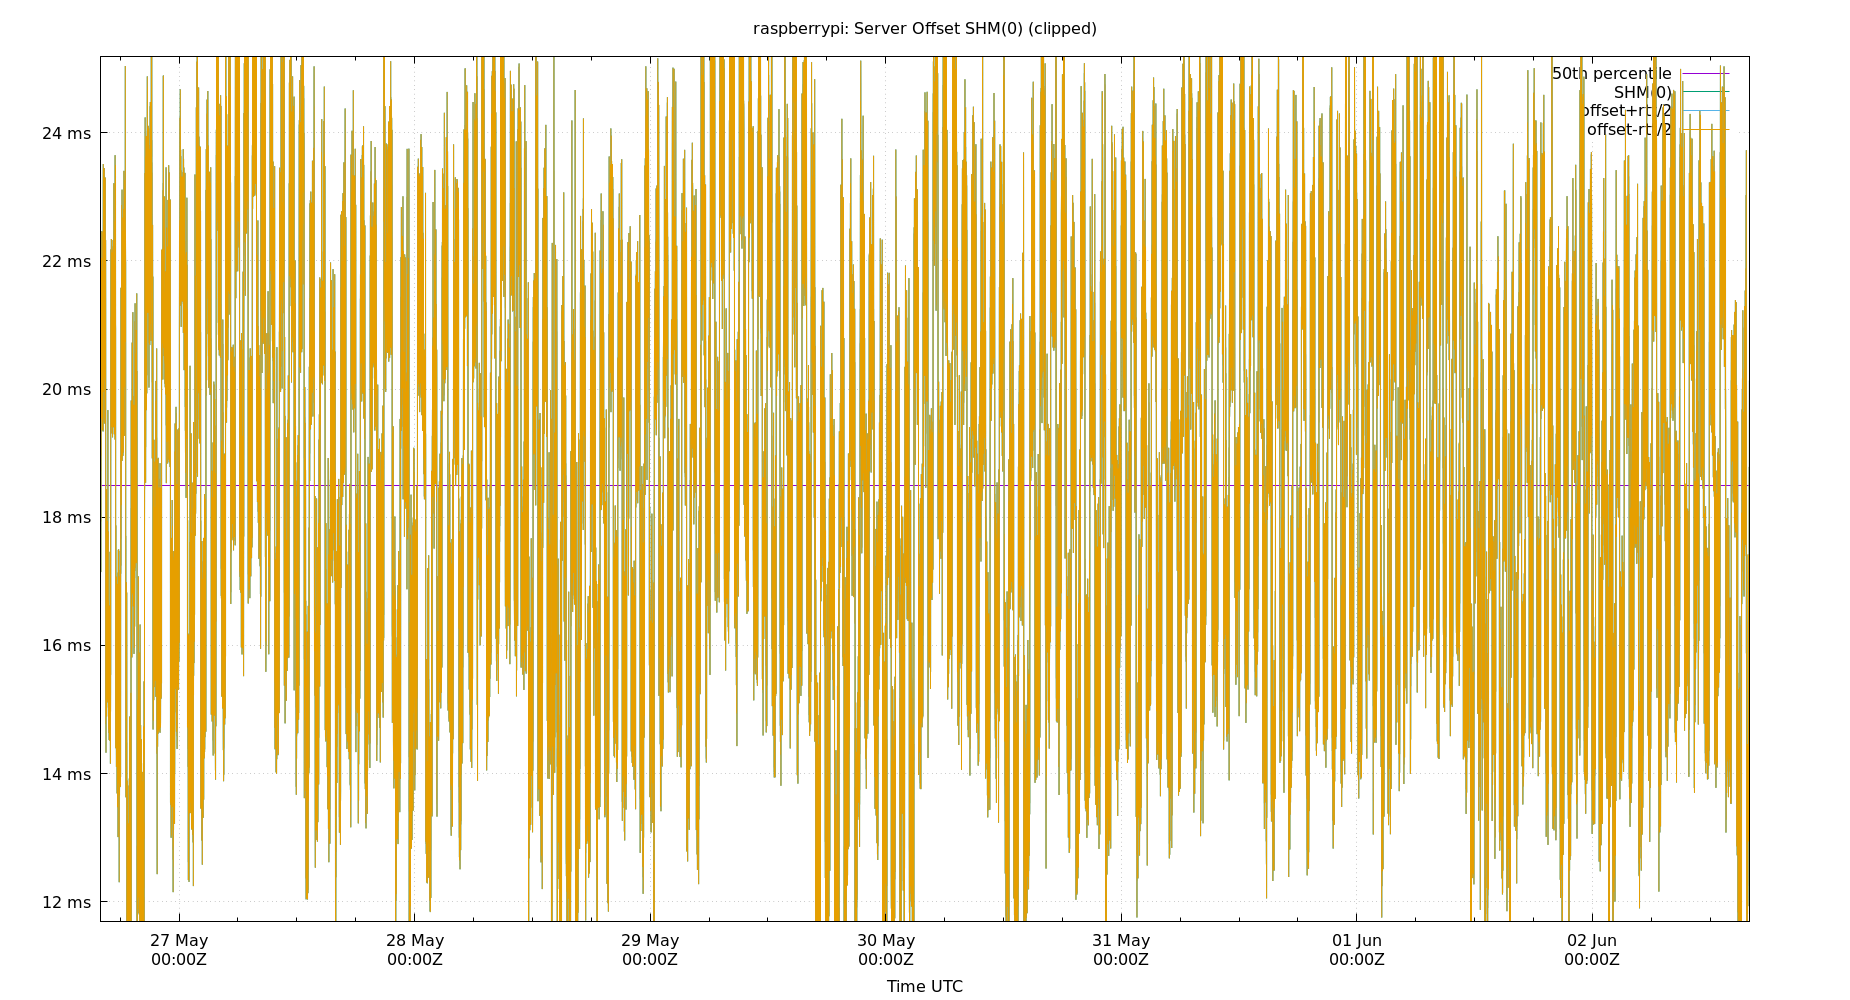 raspberrypi: Server Offset SHM(0) (clipped)
50th percentile
SHM(0)
offset+rtt/2
offset-rtt/2
24 ms
22 ms
20 ms
18 ms
16 ms
14 ms
12 ms
27 May
00:00Z
28 May
00:00Z
29 May
00:00Z
30 May
00:00Z
31 May
00:00Z
01 Jun
00:00Z
02 Jun
00:00Z
Time UTC